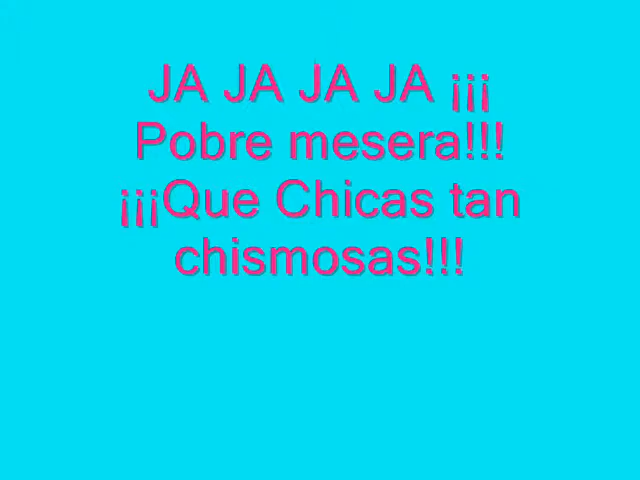 JA JA JA JA ¡¡¡
Pobre mesera!!!
¡¡¡Que Chicas tan
chismosas!!!